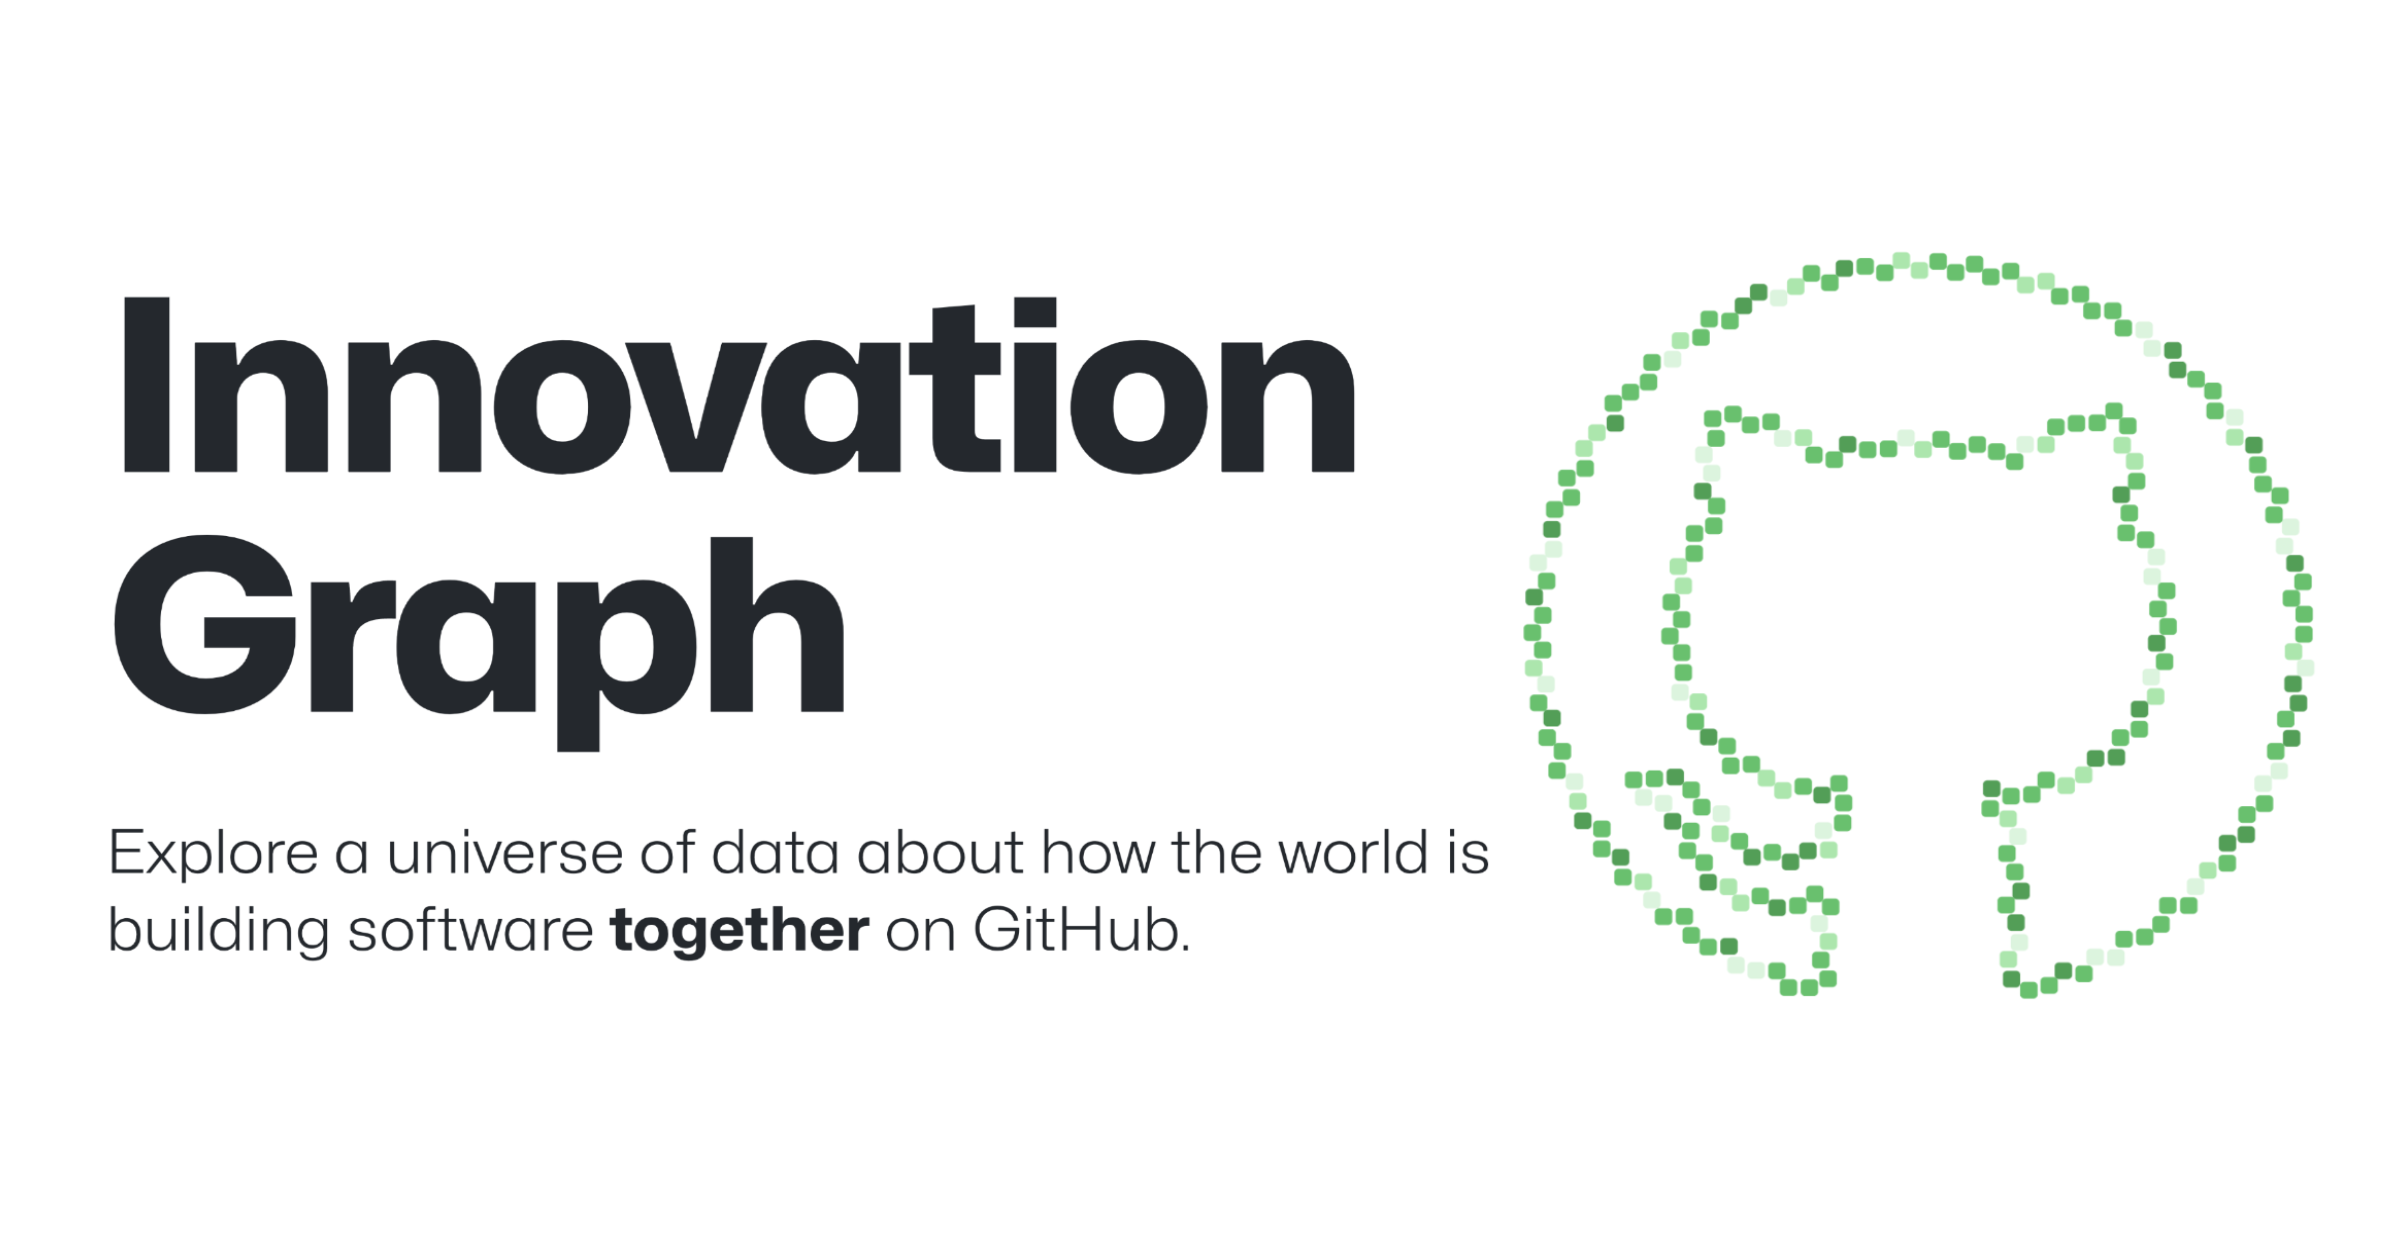 Innovation
Graph
Explore a universe of data about how the world is
building software together on GitHub.